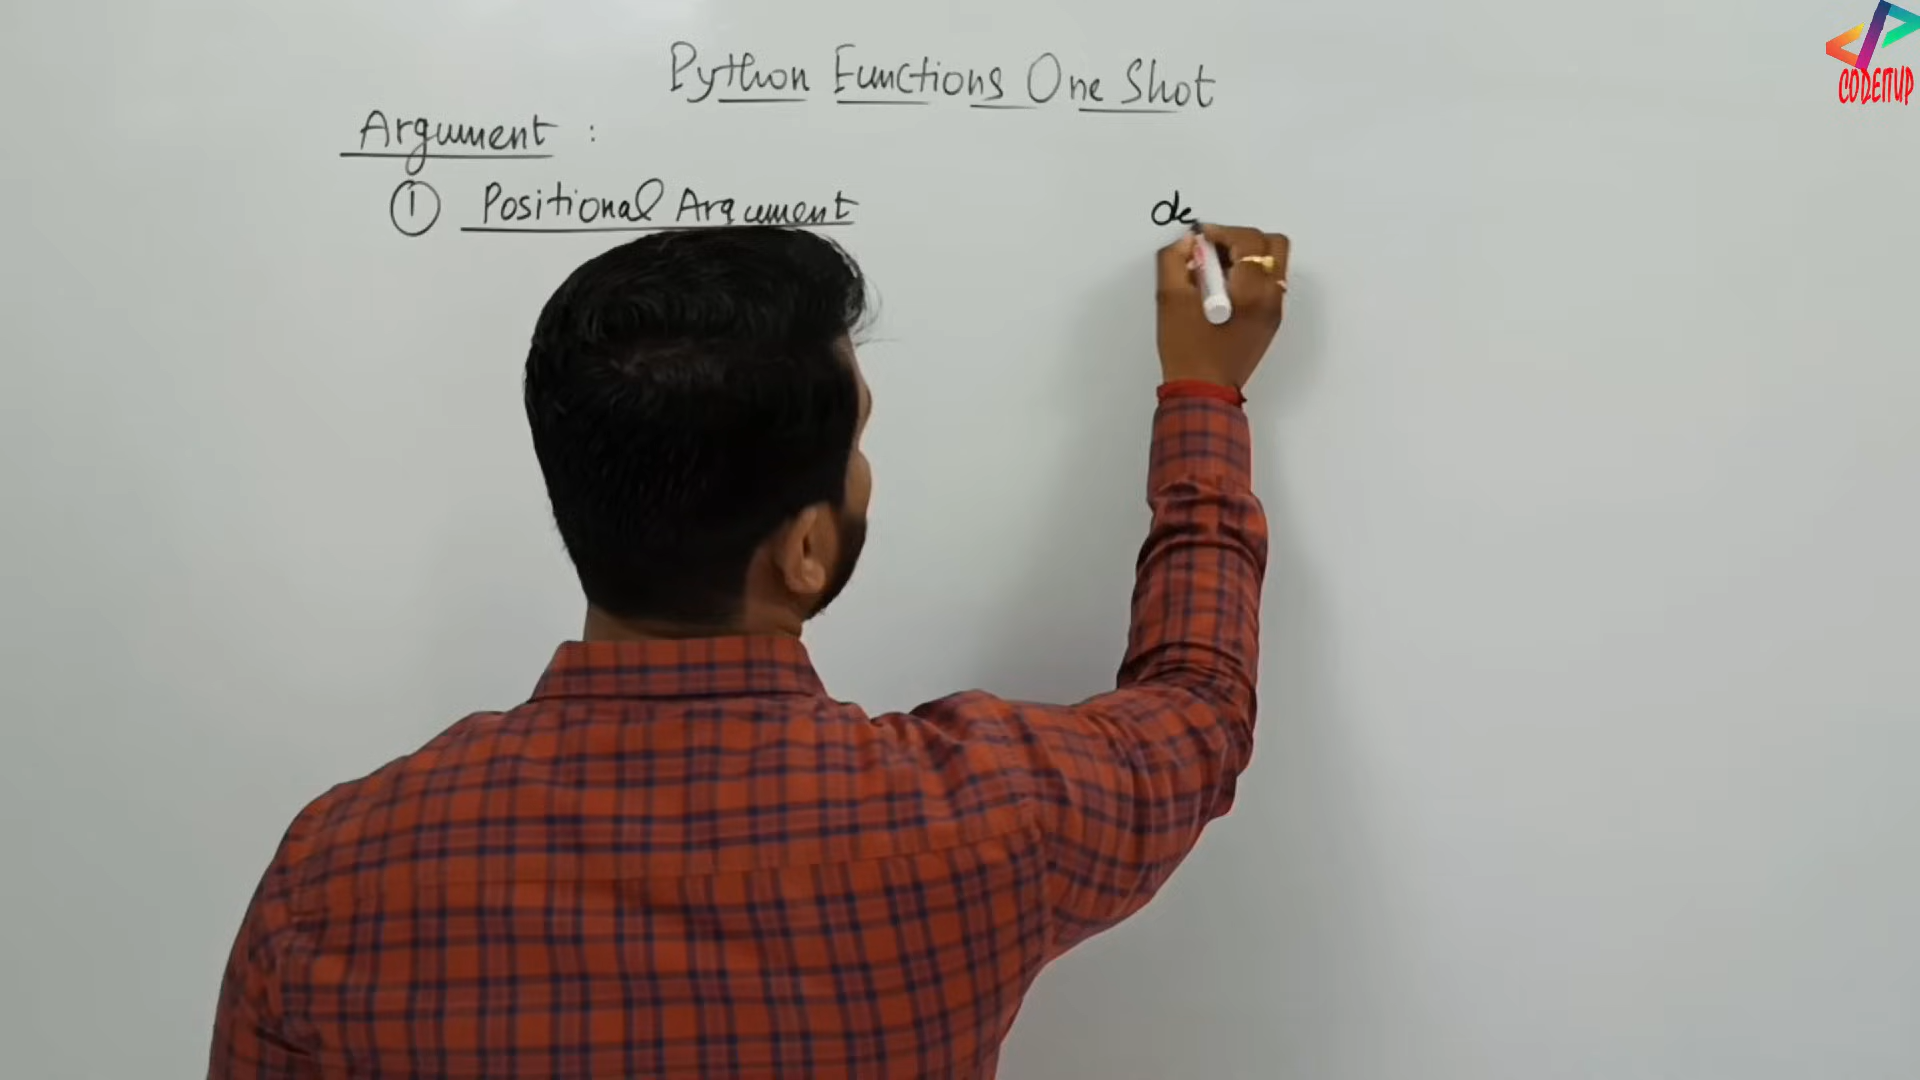 Python Functions One Shot
Argument :
① Positional Argument
de
CODEITUP